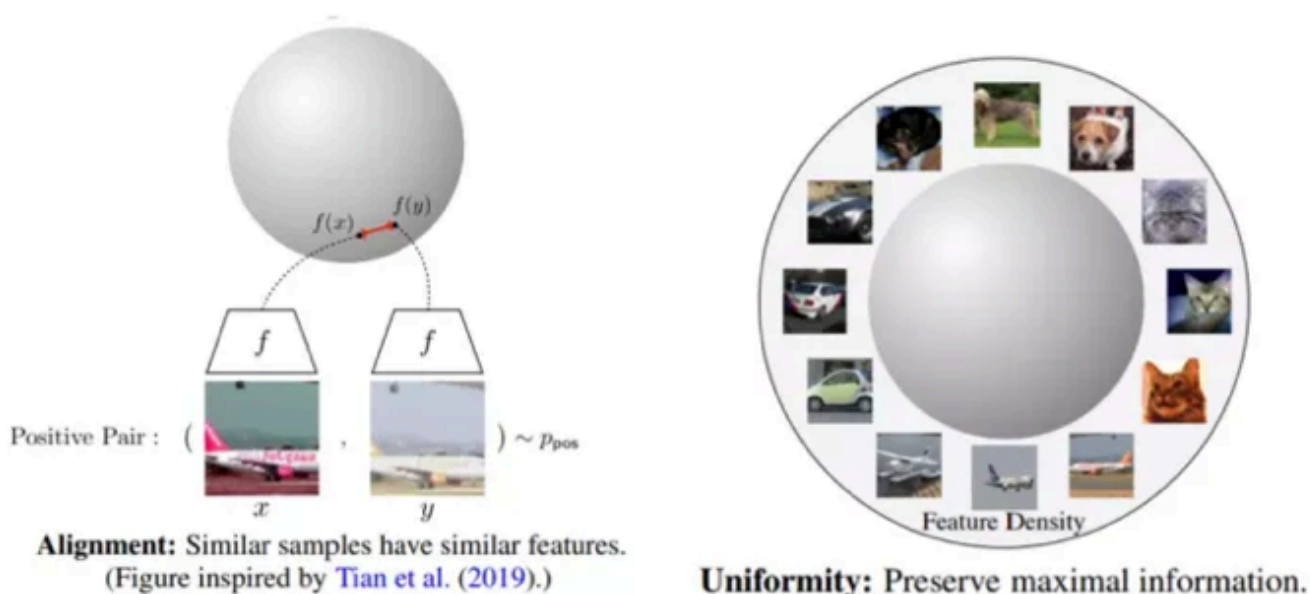 f(x)
f(y)
f
f
Positive Pair : ( , ) ∼ p_pos
x
y
Alignment: Similar samples have similar features.
(Figure inspired by Tian et al. (2019).)
Feature Density
Uniformity: Preserve maximal information.